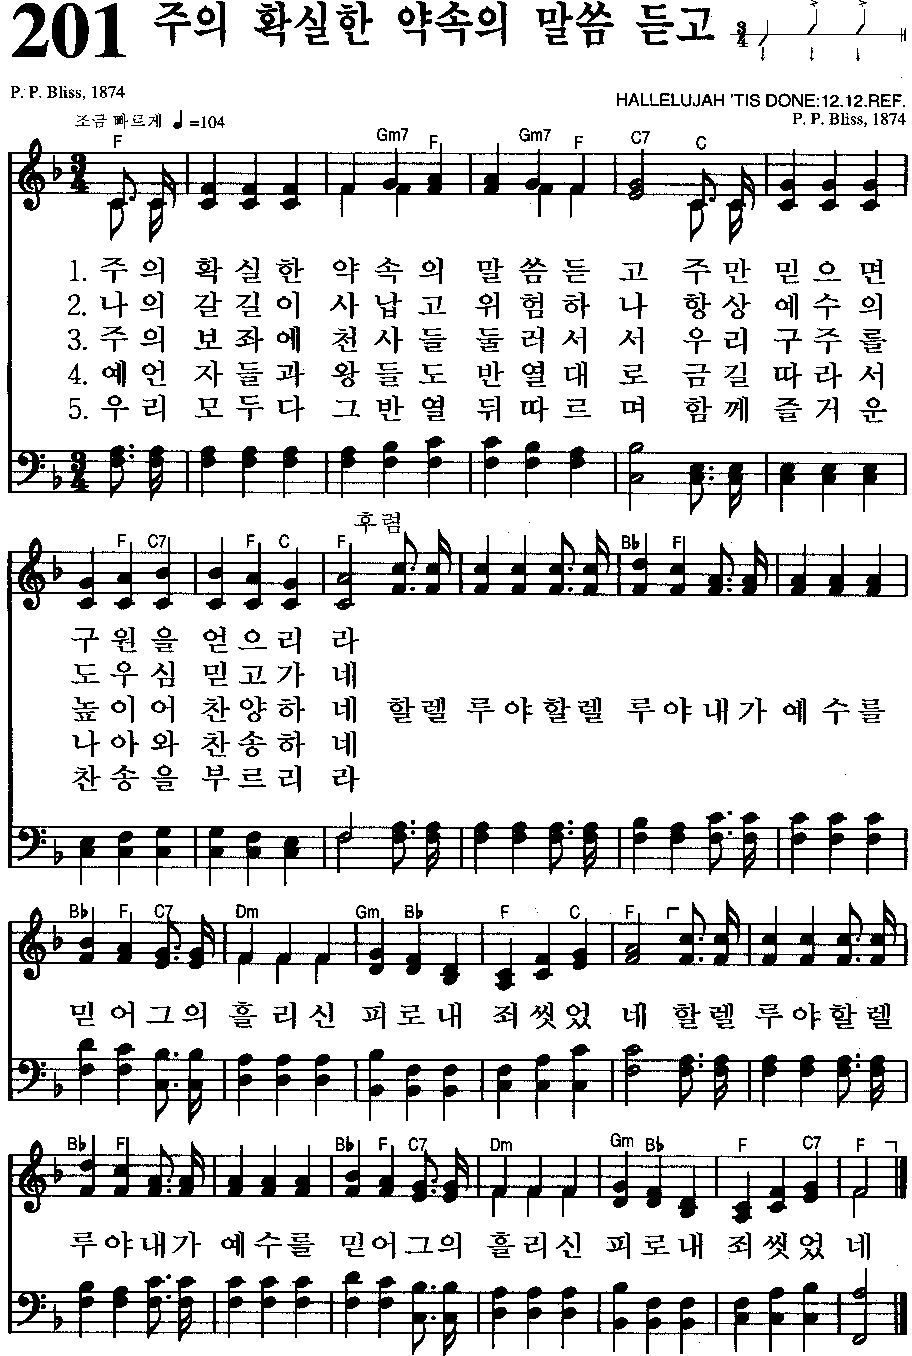 201 주의 확실한 약속의 말씀 듣고
P. P. Bliss, 1874
HALLELUJAH 'TIS DONE:12.12.REF.
조금 빠르게 ♩=104
P. P. Bliss, 1874
F Gm7 F Gm7 F C7 C
3/4
1. 주의 확실한 약속의 말씀듣고 주만 믿으면
2. 나의 갈길이 사납고 위험하나 항상 예수의
3. 주의 보좌에 천사들 둘러서서 우리 구주를
4. 예언 자들과 왕들도 반열대로 금길 따라서
5. 우리 모두다 그반열 뒤따르며 함께 즐거운
3/4
후렴
F C7 F C F Bb F
구원을 얻으리라
도우심 믿고가네
높이어 찬양하네 할렐루야할렐루야내가 예수를
나아와 찬송하네
찬송을 부르리라
Bb F C7 Dm Gm Bb F C F
믿어그의 흘리신 피로내 죄씻었네 할렐루야할렐
Bb F Bb F C7 Dm Gm Bb F C7 F
루야내가 예수를 믿어그의 흘리신 피로내 죄씻었네